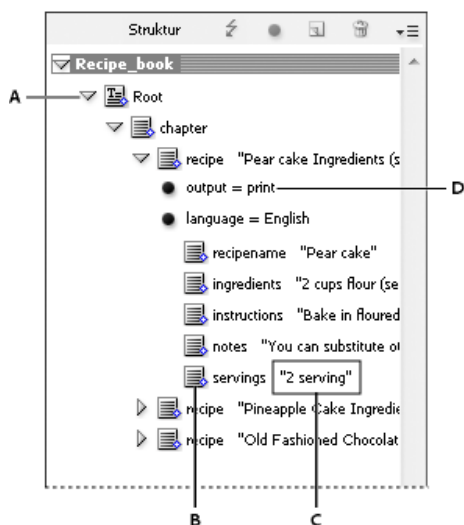 Struktur
Recipe_book
A
Root
chapter
recipe "Pear cake Ingredients (s
output = print
D
language = English
recipename "Pear cake"
ingredients "2 cups flour (se
instructions "Bake in floured
notes "You can substitute
servings "2 serving"
recipe "Pineapple Cake Ingredie
recipe "Old Fashioned Chocolat
B
C